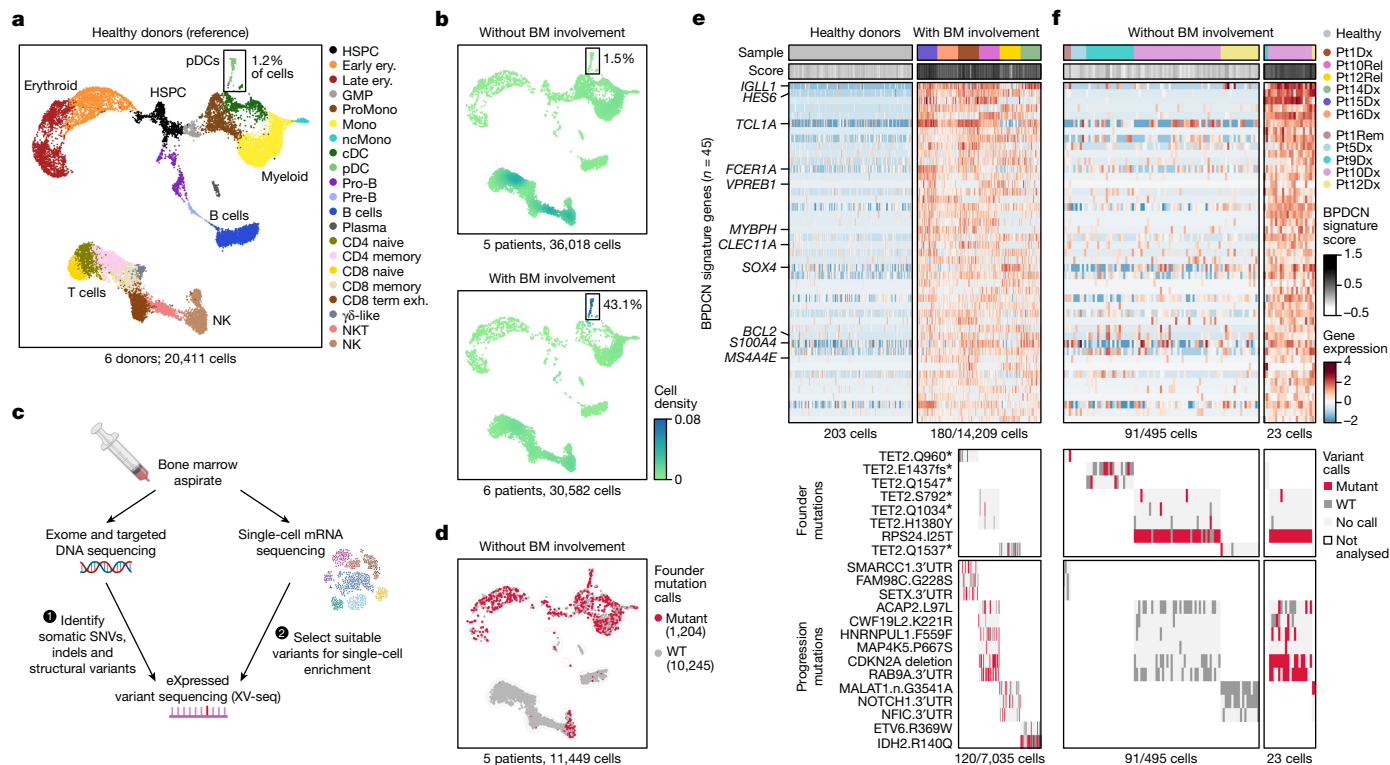 a
Healthy donors (reference)
pDCs
1.2%
of cells
Erythroid
HSPC
Myeloid
B cells
T cells
NK
6 donors; 20,411 cells
HSPC
Early ery.
Late ery.
GMP
ProMono
Mono
ncMono
cDC
pDC
Pro-B
Pre-B
B cells
Plasma
CD4 naive
CD4 memory
CD8 naive
CD8 memory
CD8 term exh.
γδ-like
NKT
NK
b
Without BM involvement
1.5%
5 patients, 36,018 cells
With BM involvement
43.1%
6 patients, 30,582 cells
Cell
density
0.08
0
c
Bone marrow
aspirate
Exome and targeted
DNA sequencing
Single-cell mRNA
sequencing
1 Identify
somatic SNVs,
indels and
structural variants
2 Select suitable
variants for single-cell
enrichment
eXpressed
variant sequencing (XV-seq)
d
Without BM involvement
Founder
mutation
calls
Mutant
(1,204)
WT
(10,245)
5 patients, 11,449 cells
e
Healthy donors
With BM involvement
Sample
Score
BPDCN signature genes (n = 45)
IGLL1
HES6
TCL1A
FCER1A
VPREB1
MYBPH
CLEC11A
SOX4
BCL2
S100A4
MS4A4E
203 cells
180/14,209 cells
Founder
mutations
TET2.Q960*
TET2.E1437fs*
TET2.Q1547*
TET2.S792*
TET2.Q1034*
TET2.H1380Y
RPS24.I25T
TET2.Q1537*
Progression
mutations
SMARCC1.3′UTR
FAM98C.G228S
SETX.3′UTR
ACAP2.L97L
CWF19L2.K221R
HNRNPUL1.F559F
MAP4K5.P667S
CDKN2A deletion
RAB9A.3′UTR
MALAT1.n.G3541A
NOTCH1.3′UTR
NFIC.3′UTR
ETV6.R369W
IDH2.R140Q
120/7,035 cells
f
Without BM involvement
91/495 cells
23 cells
91/495 cells
23 cells
Healthy
Pt1Dx
Pt10Rel
Pt12Rel
Pt14Dx
Pt15Dx
Pt16Dx
Pt1Rem
Pt5Dx
Pt9Dx
Pt10Dx
Pt12Dx
BPDCN
signature
score
1.5
−0.5
Gene
expression
4
2
0
−2
Variant
calls
Mutant
WT
No call
Not
analysed